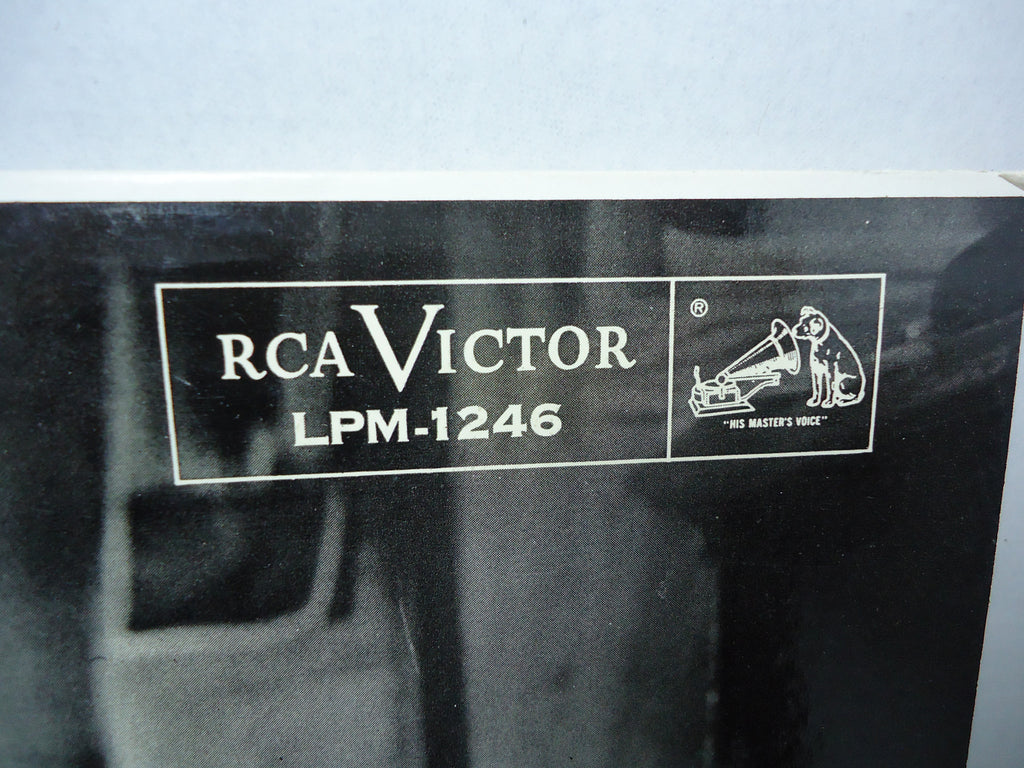 RCA VICTOR
LPM-1246
®
"HIS MASTER'S VOICE"